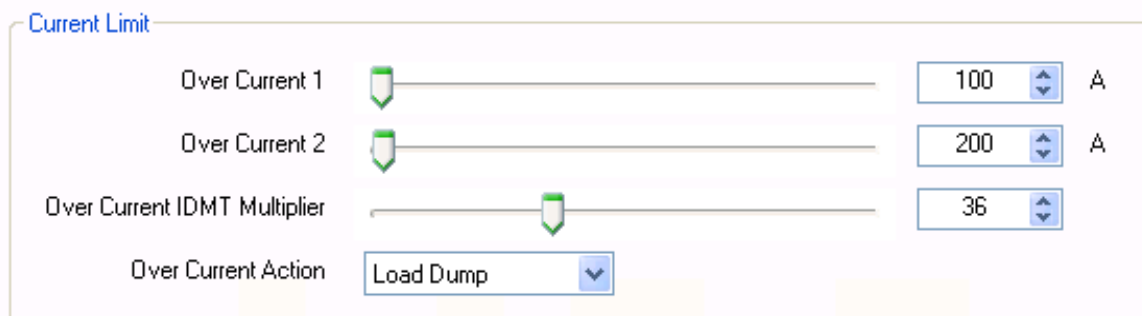 Current Limit
Over Current 1 100 A
Over Current 2 200 A
Over Current IDMT Multiplier 36
Over Current Action Load Dump